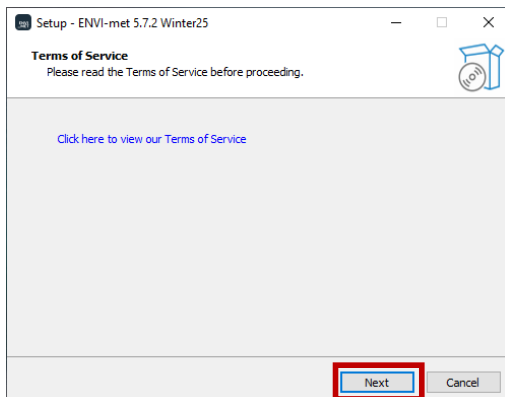 Setup - ENVI-met 5.7.2 Winter25
Terms of Service
Please read the Terms of Service before proceeding.
Click here to view our Terms of Service
Next
Cancel